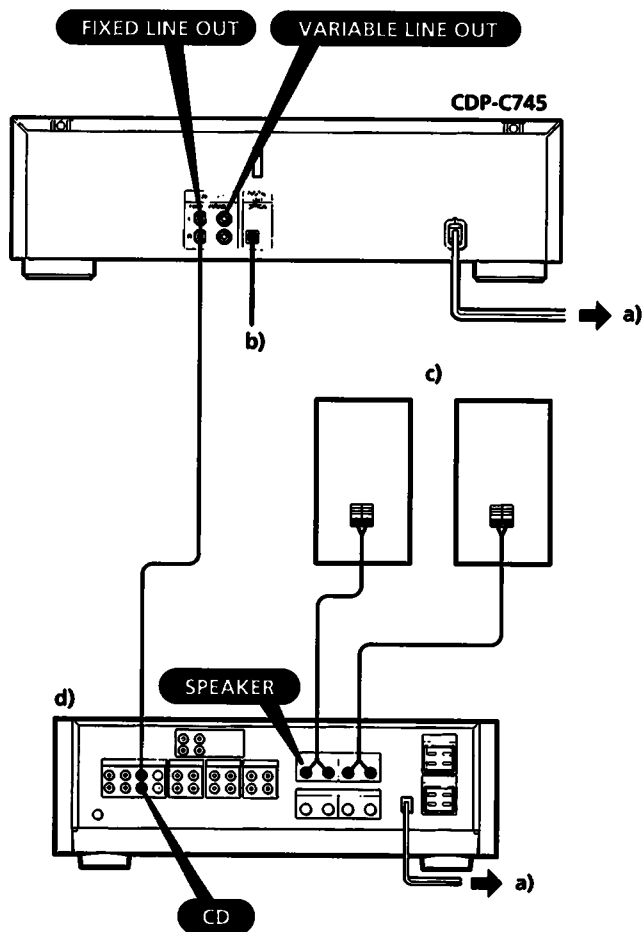 FIXED LINE OUT
VARIABLE LINE OUT
CDP-C745
b)
a)
c)
SPEAKER
d)
a)
CD